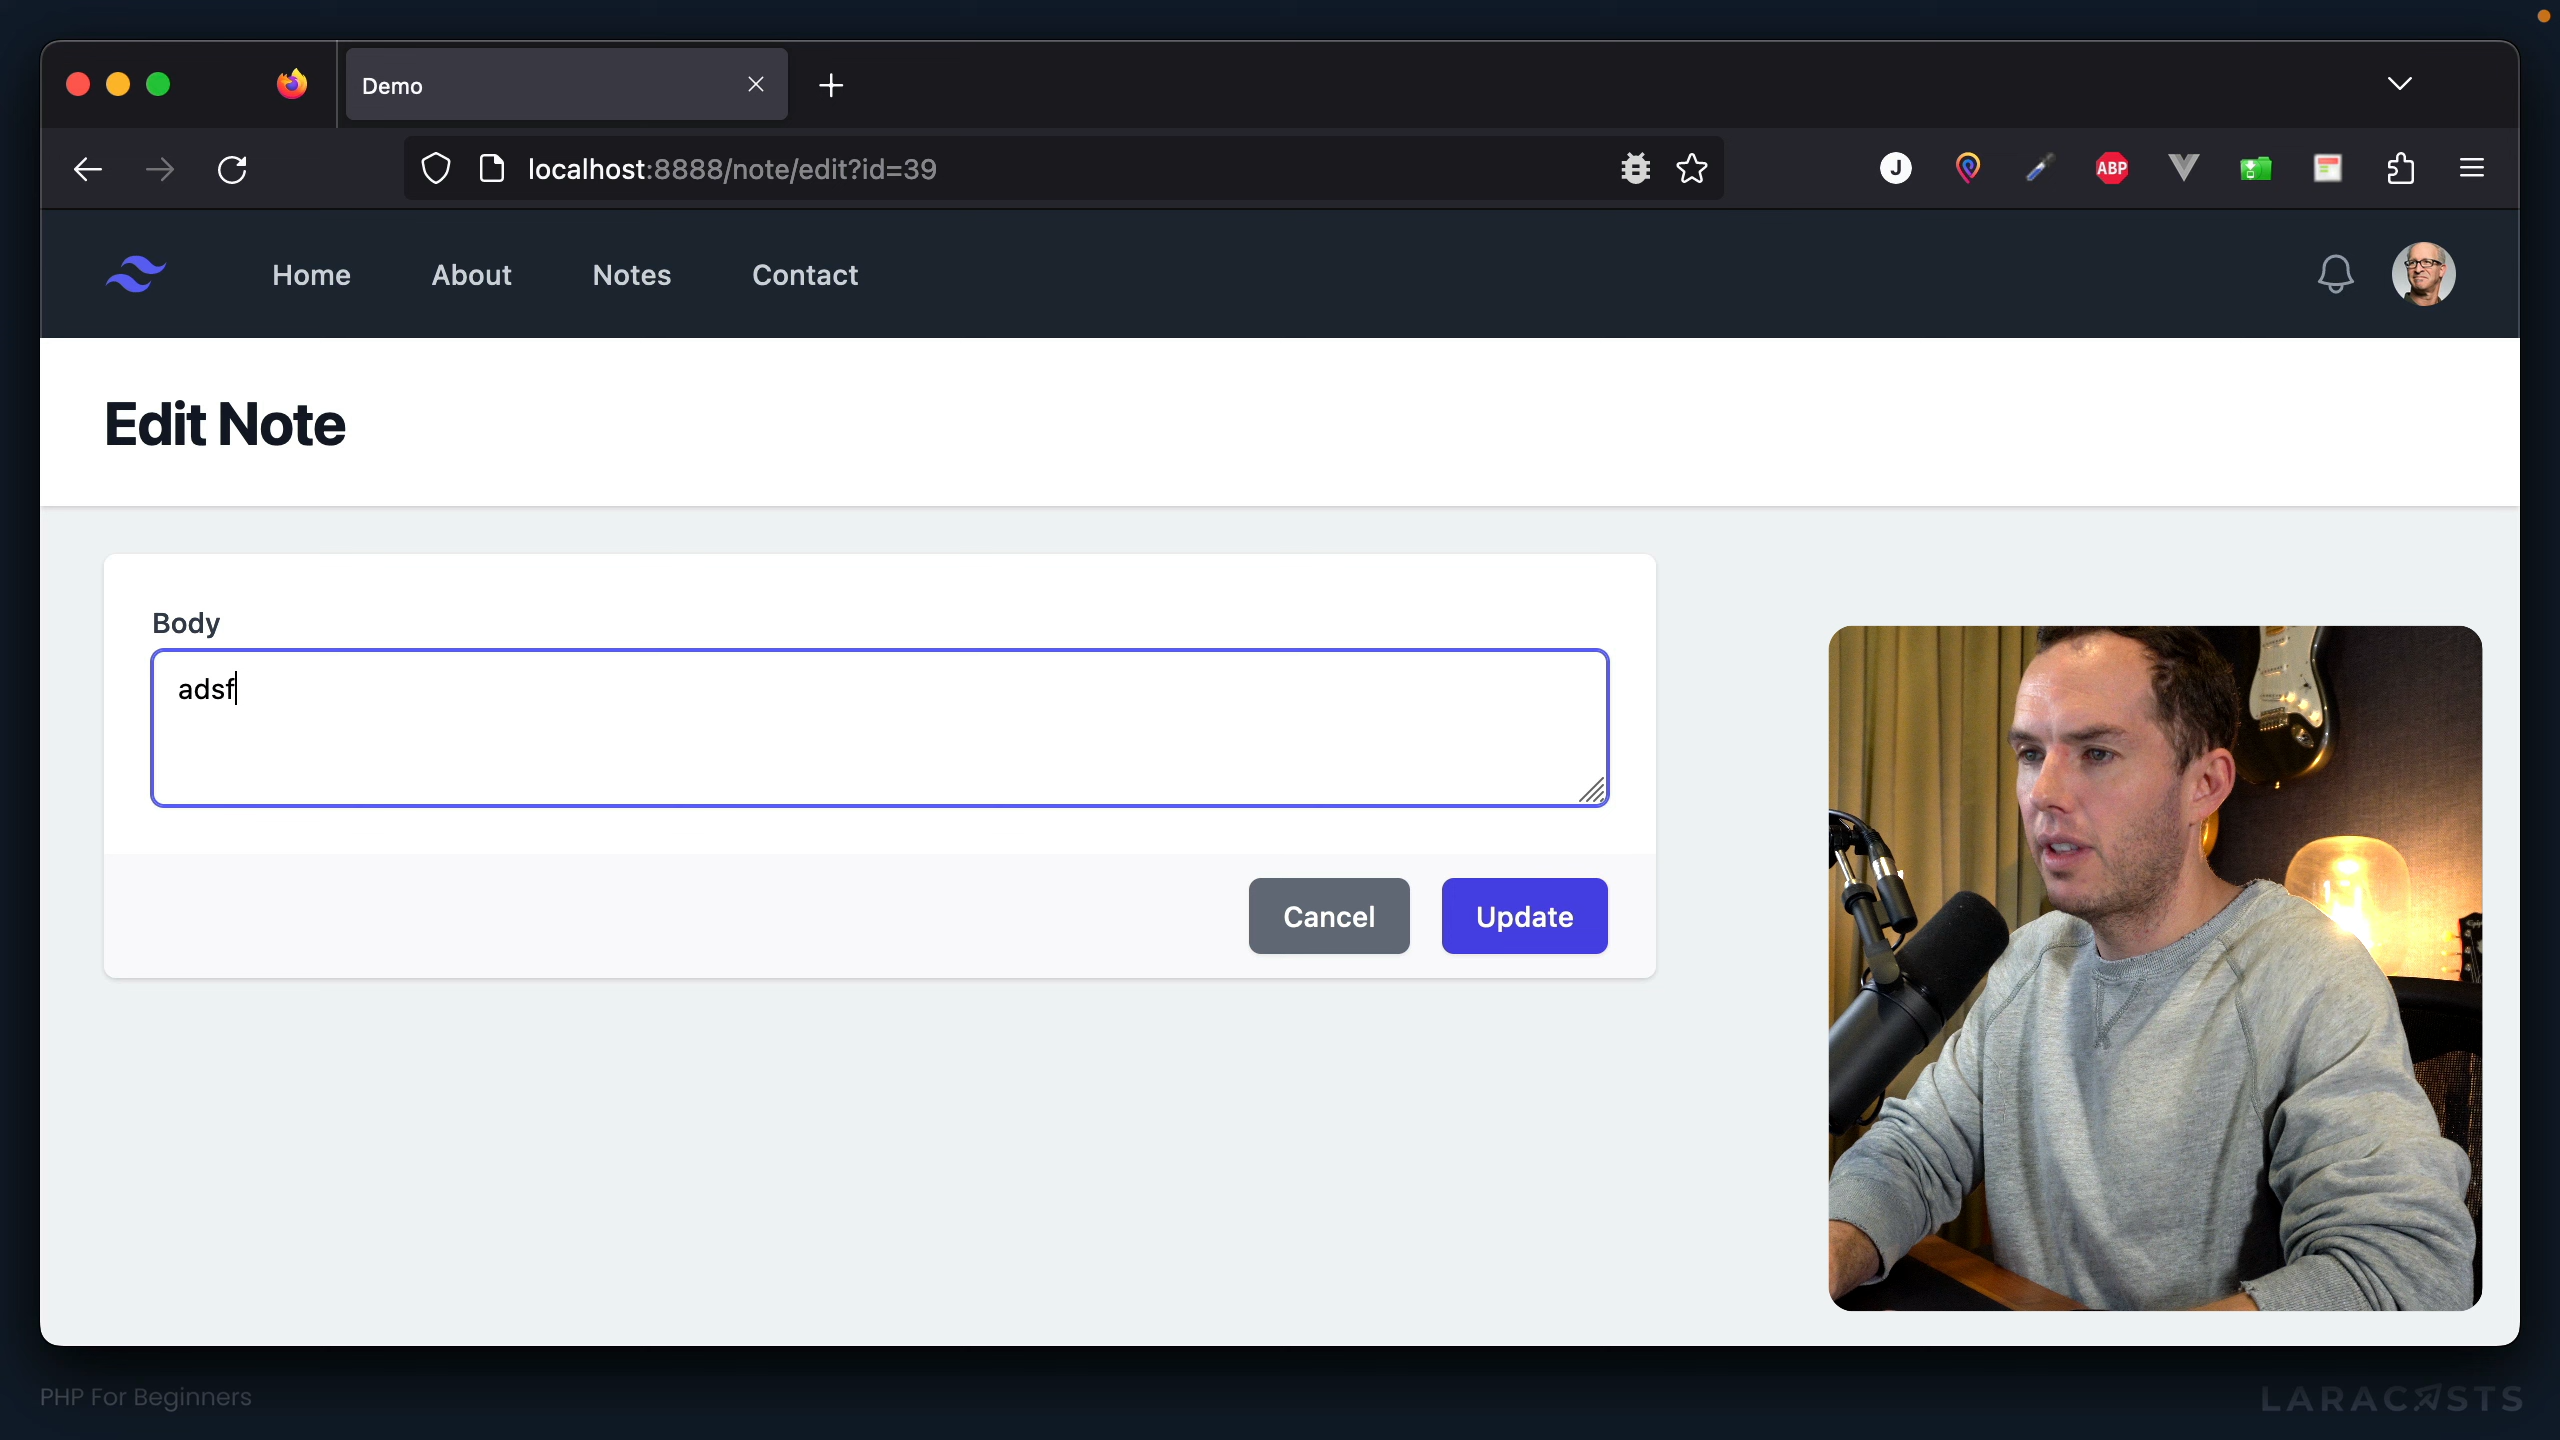 Demo
localhost:8888/note/edit?id=39
J
ABP
Home
About
Notes
Contact
Edit Note
Body
adsf
Cancel
Update
PHP For Beginners
LARACASTS